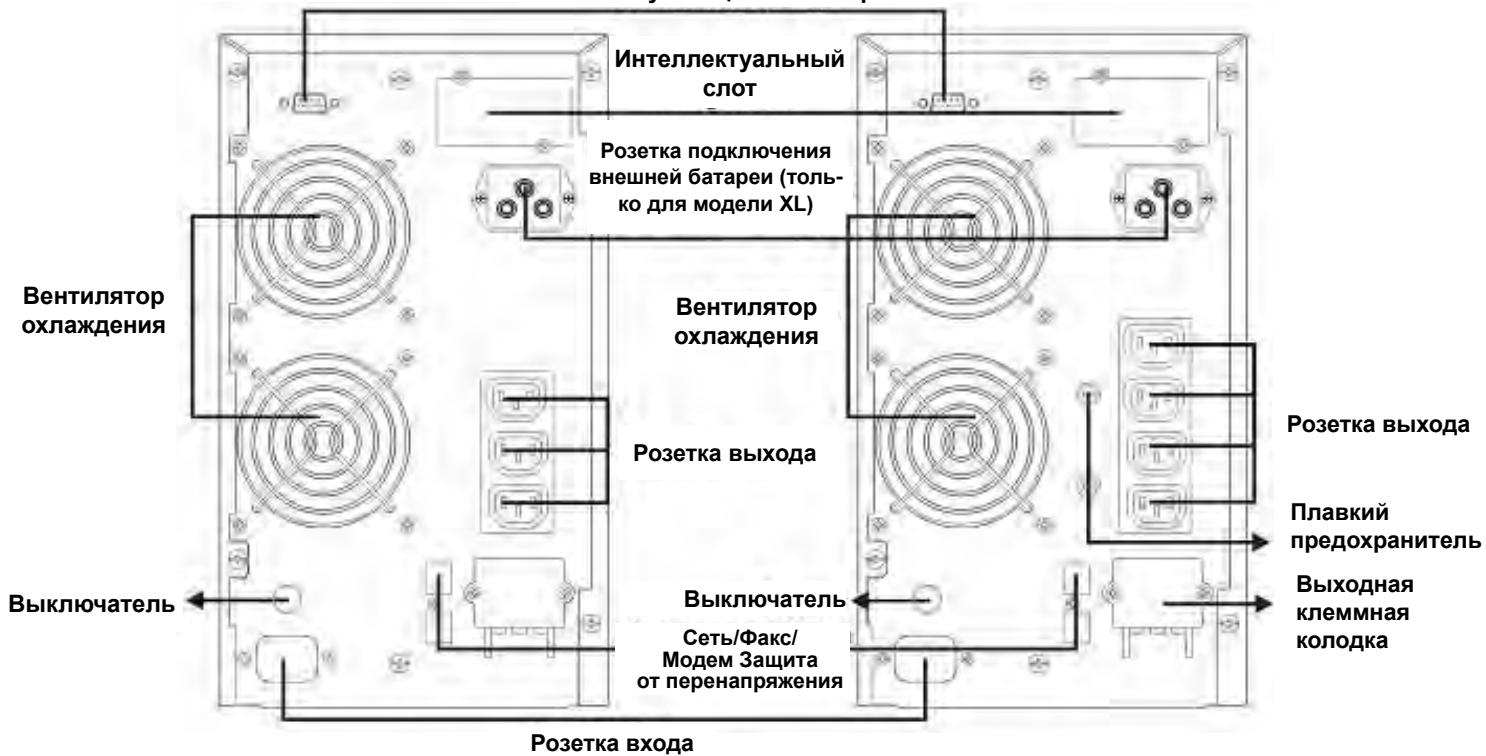 Интеллектуальный
слот
Розетка подключения
внешней батареи (толь-
ко для модели XL)
Вентилятор
охлаждения
Вентилятор
охлаждения
Розетка выхода
Розетка выхода
Плавкий
предохранитель
Выключатель
Выключатель
Выходная
клеммная
колодка
Сеть/Факс/
Модем Защита
от перенапряжения
Розетка входа